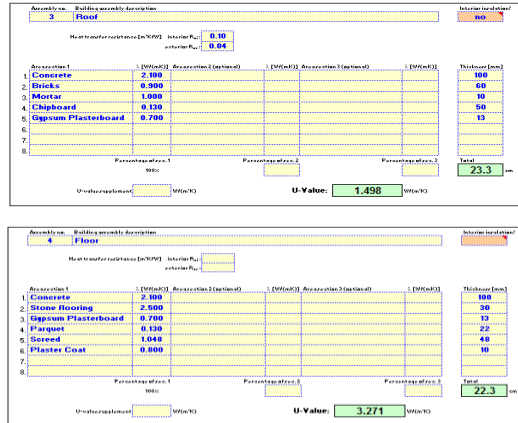 Assembly no. Building assembly description Interior insulation?
3 Roof no
Heat transfer resistance [m²K/W] interior Rsi: 0.10
exterior Rse: 0.04
Area section 1 λ [W/(mK)] Area section 2 (optional) λ [W/(mK)] Area section 3 (optional) λ [W/(mK)] Thickness [mm]
1. Concrete 2.100 100
2. Bricks 0.900 60
3. Mortar 1.000 10
4. Chipboard 0.130 50
5. Gypsum Plasterboard 0.700 13
6.
7.
8.
Percentage of sec. 1 Percentage of sec. 2 Percentage of sec. 3 Total
100% 23.3 cm
U-value supplement W/(m²K) U-Value: 1.498 W/(m²K)
Assembly no. Building assembly description Interior insulation?
4 Floor
Heat transfer resistance [m²K/W] interior Rsi:
exterior Rse:
Area section 1 λ [W/(mK)] Area section 2 (optional) λ [W/(mK)] Area section 3 (optional) λ [W/(mK)] Thickness [mm]
1. Concrete 2.100 100
2. Stone flooring 2.500 30
3. Gypsum Plasterboard 0.700 13
4. Parquet 0.130 22
5. Screed 1.048 48
6. Plaster Coat 0.800 10
7.
8.
Percentage of sec. 1 Percentage of sec. 2 Percentage of sec. 3 Total
100% 22.3 cm
U-value supplement W/(m²K) U-Value: 3.271 W/(m²K)